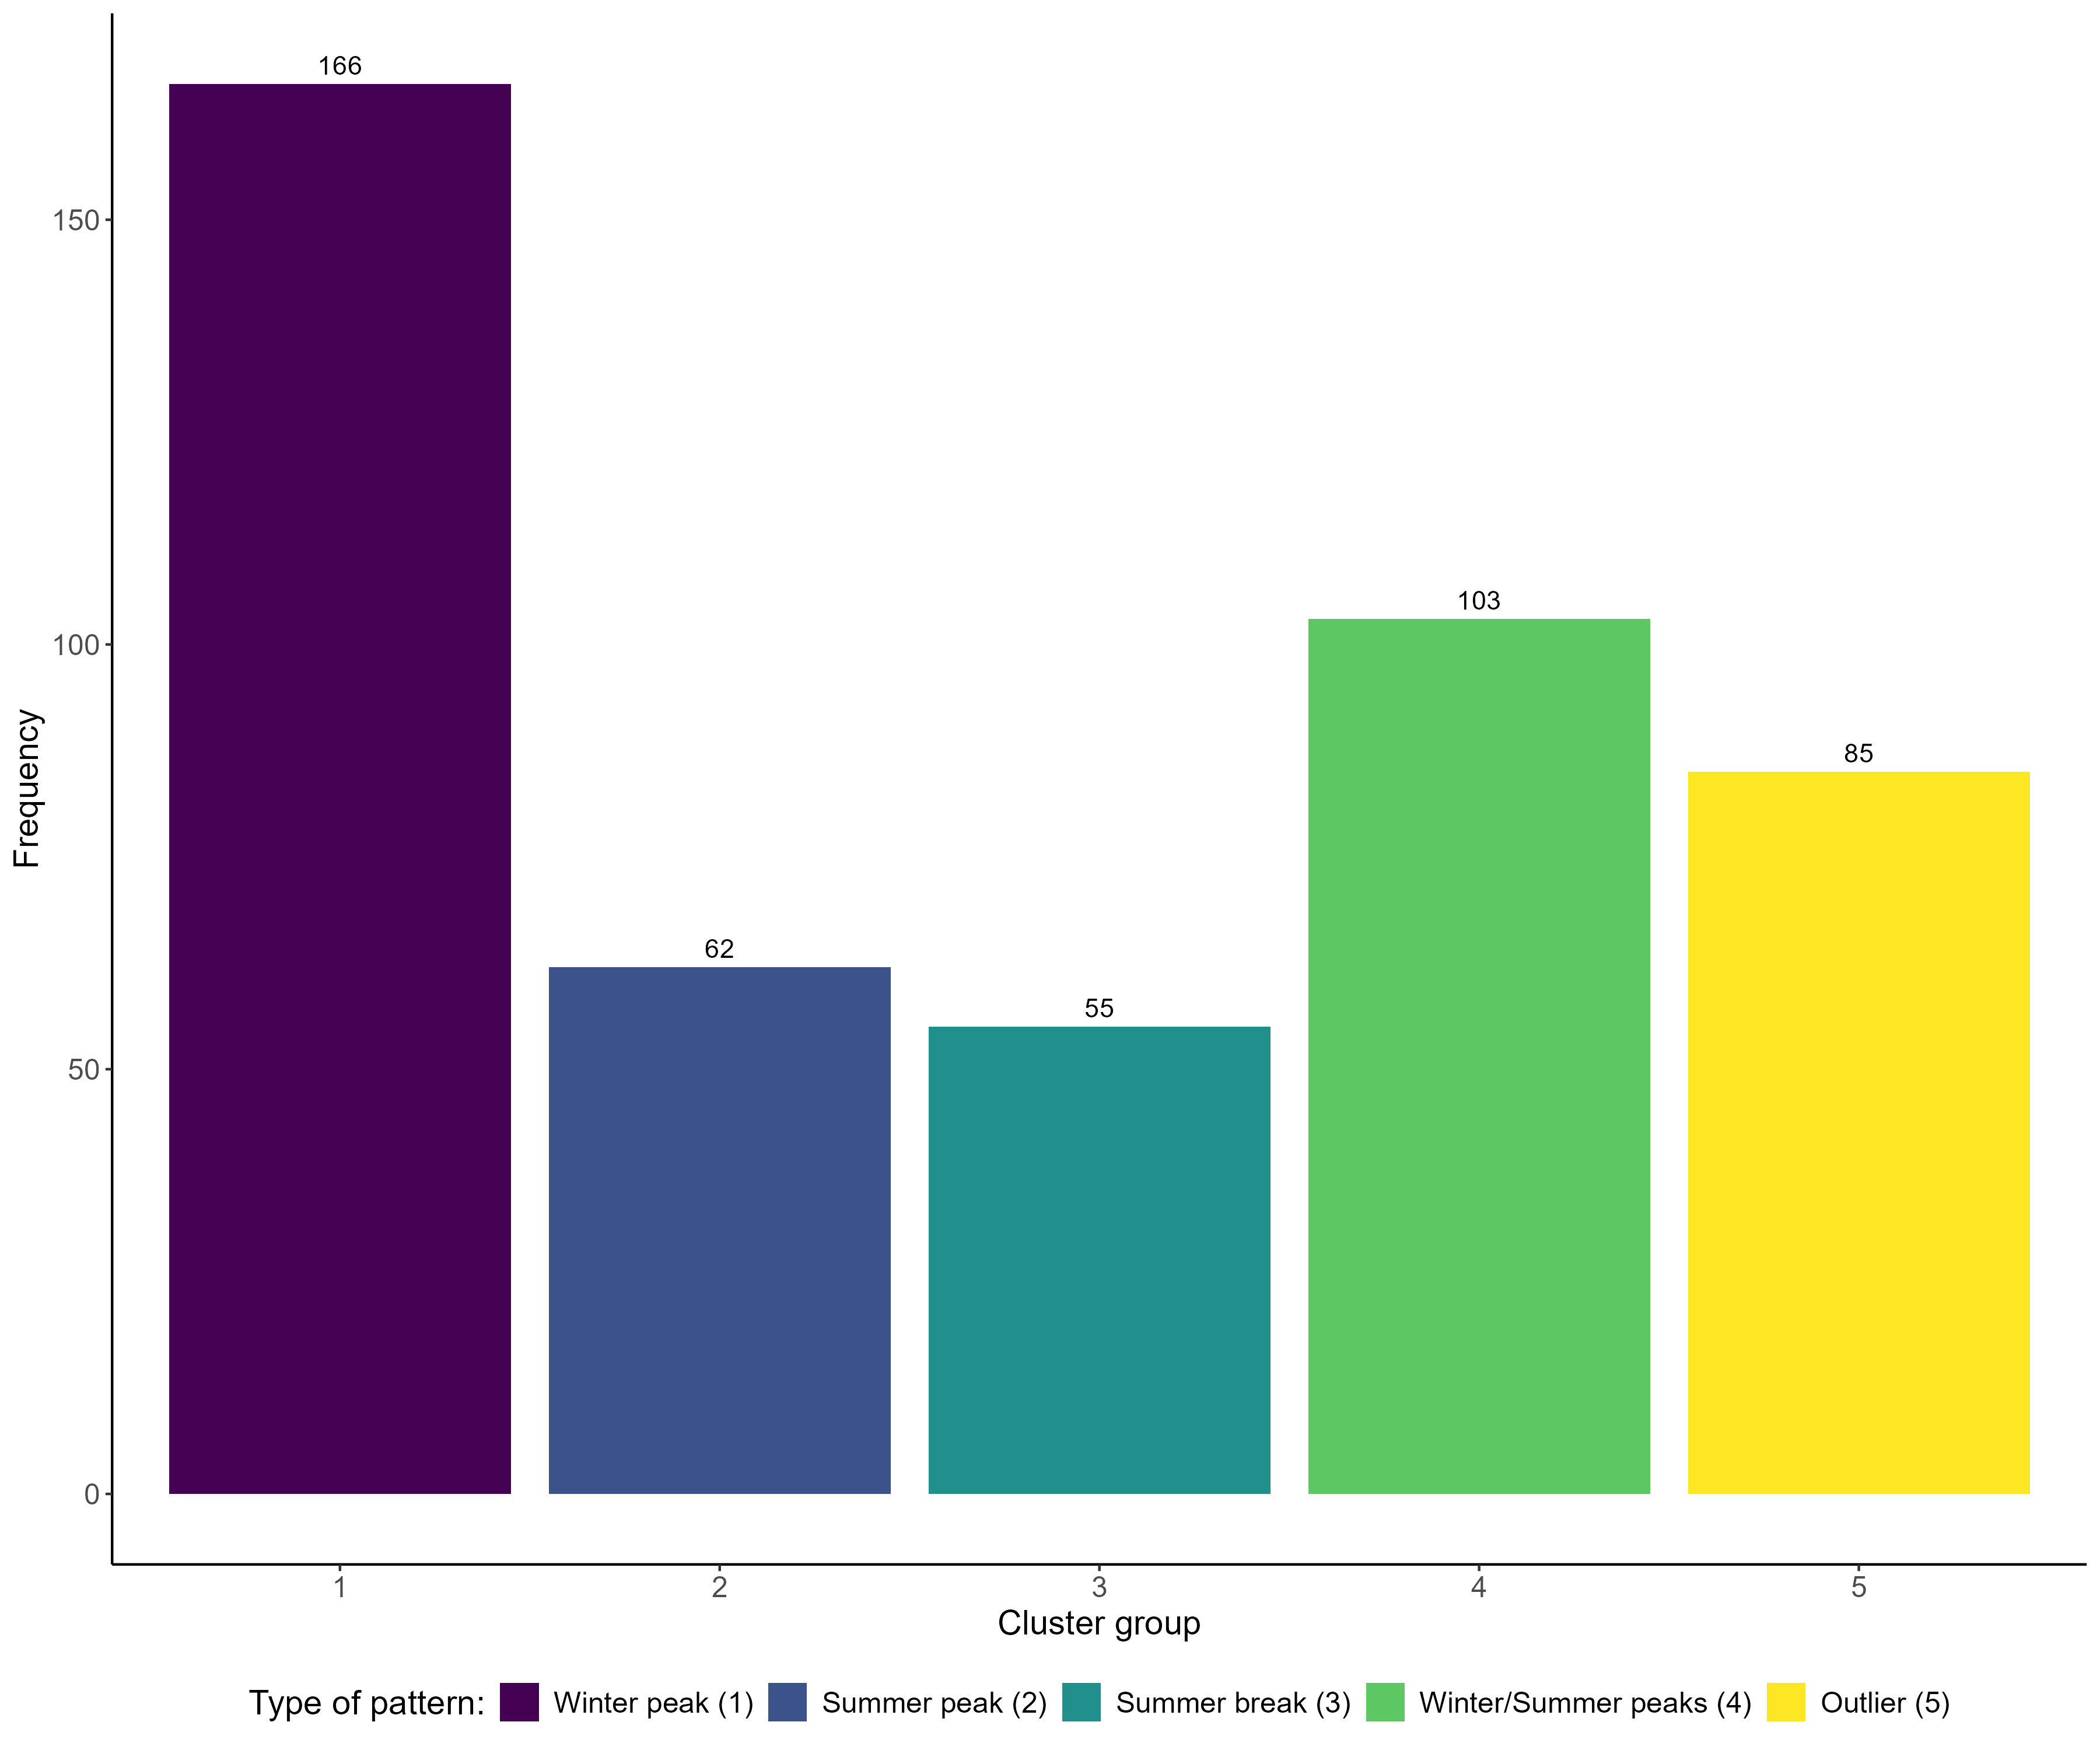 166
150
103
100
85
62
55
50
0
Frequency
1 2 3 4 5
Cluster group
Type of pattern: Winter peak (1) Summer peak (2) Summer break (3) Winter/Summer peaks (4) Outlier (5)